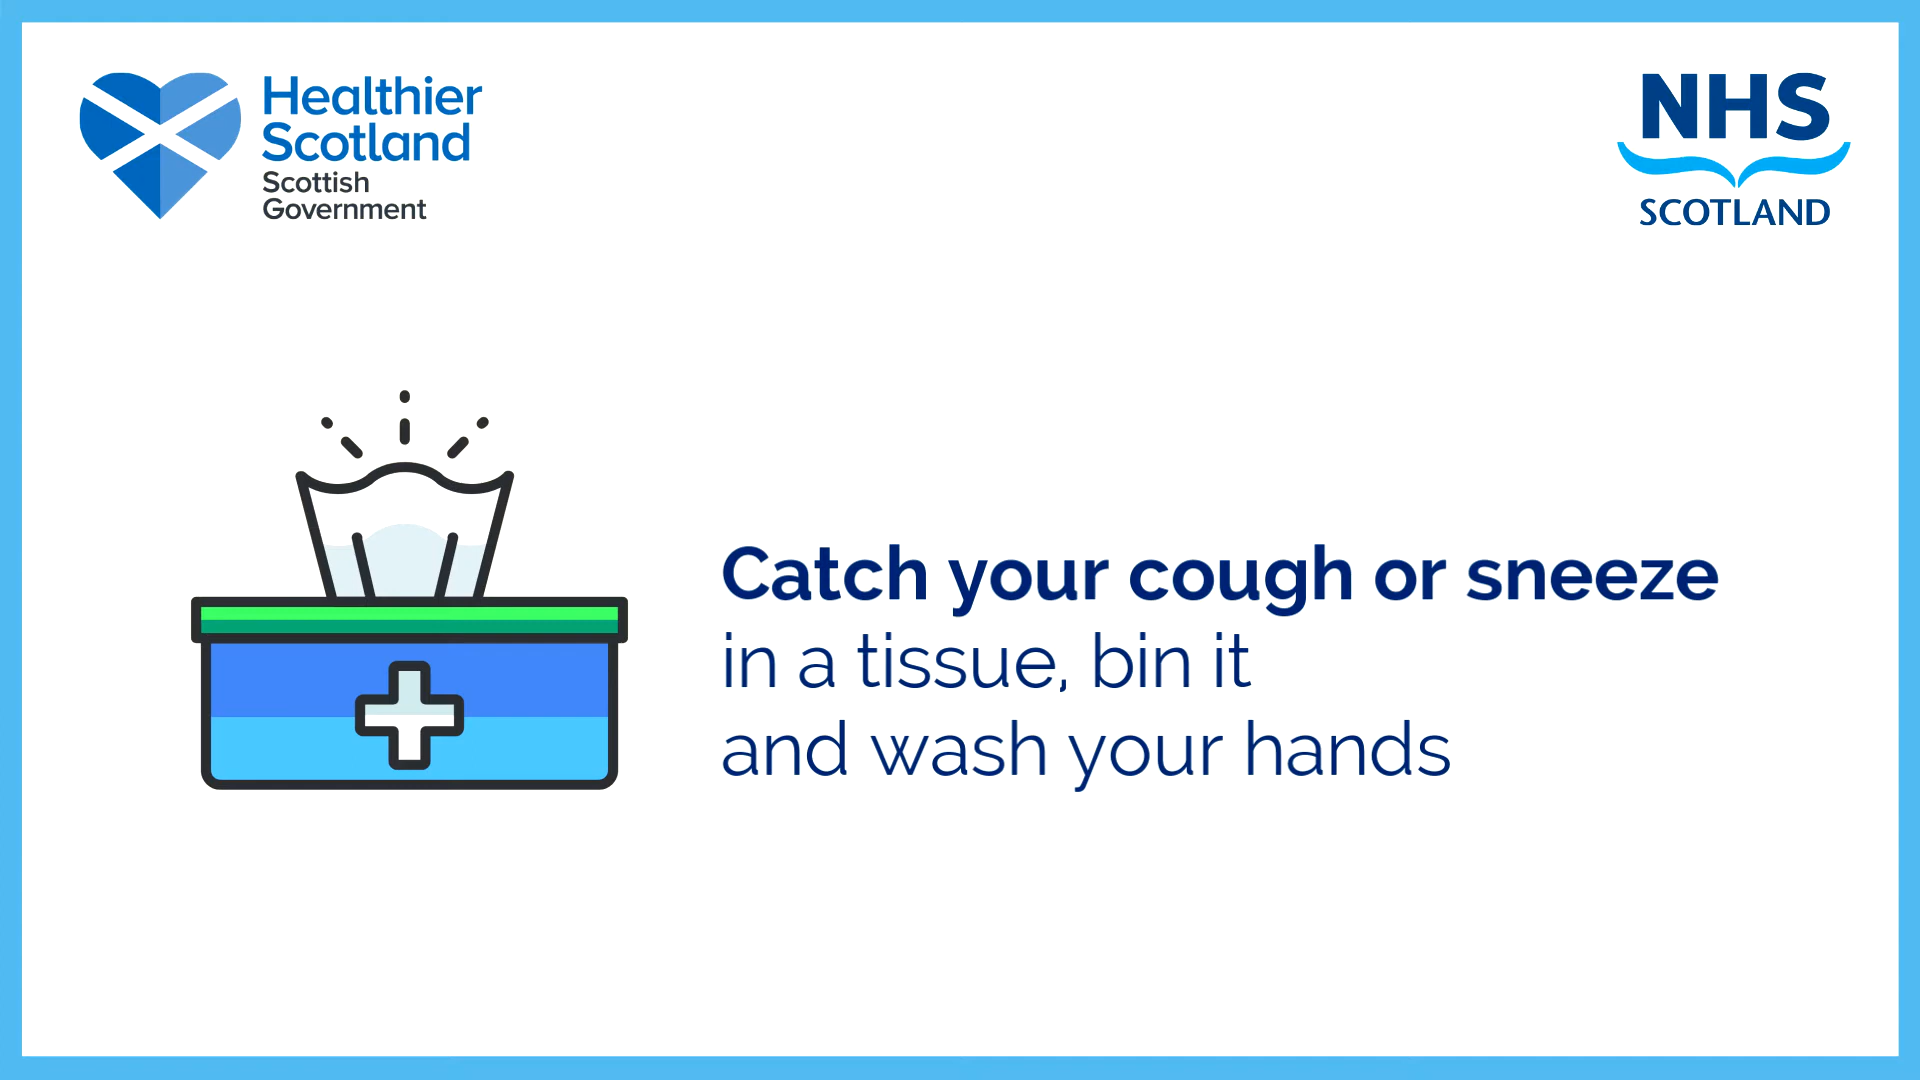 Healthier
Scotland
Scottish
Government
NHS
SCOTLAND
Catch your cough or sneeze
in a tissue, bin it
and wash your hands